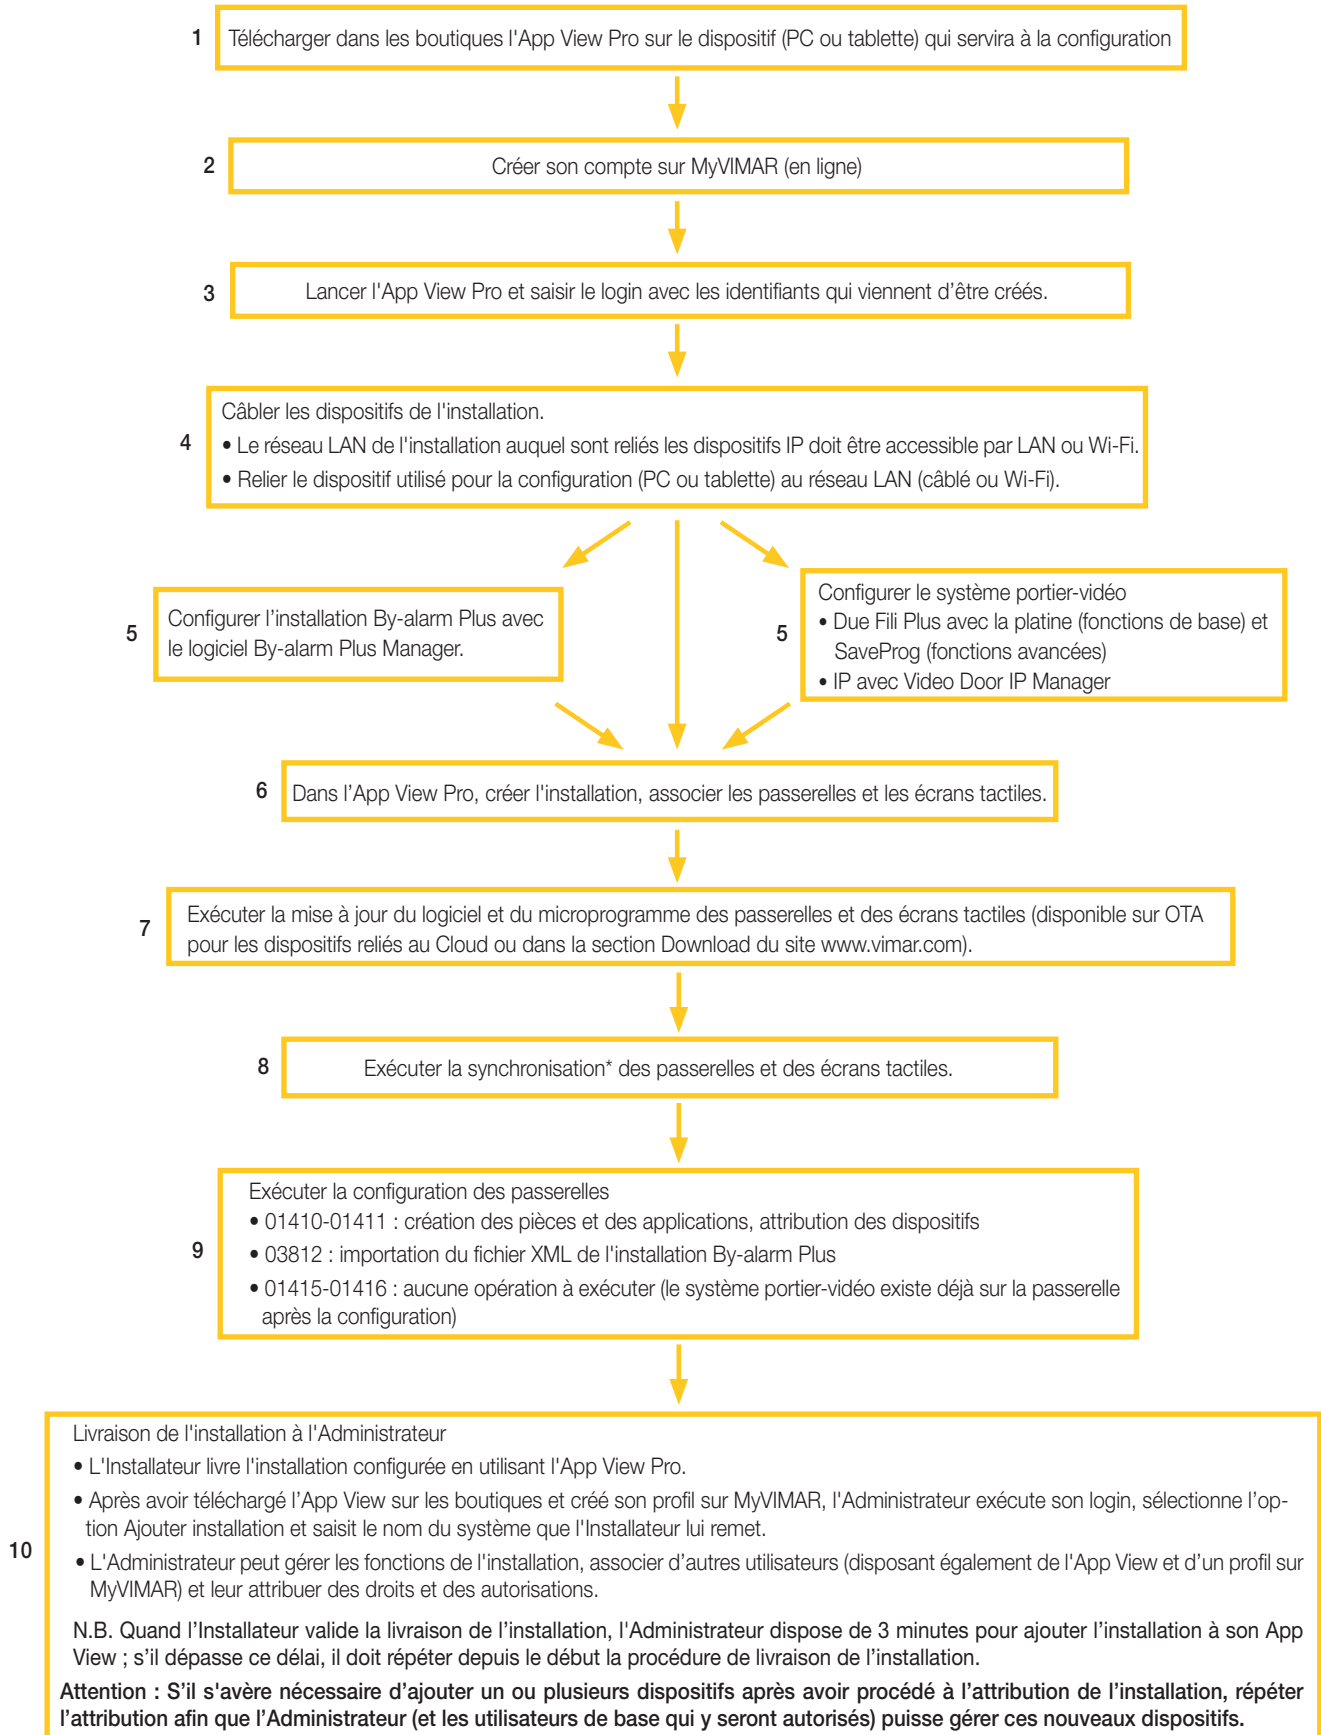 1
Télécharger dans les boutiques l'App View Pro sur le dispositif (PC ou tablette) qui servira à la configuration
2
Créer son compte sur MyVIMAR (en ligne)
3
Lancer l'App View Pro et saisir le login avec les identifiants qui viennent d’être créés.
4
Câbler les dispositifs de l'installation.
• Le réseau LAN de l'installation auquel sont reliés les dispositifs IP doit être accessible par LAN ou Wi-Fi.
• Relier le dispositif utilisé pour la configuration (PC ou tablette) au réseau LAN (câblé ou Wi-Fi).
5
Configurer l’installation By-alarm Plus avec
le logiciel By-alarm Plus Manager.
5
Configurer le système portier-vidéo
• Due Fili Plus avec la platine (fonctions de base) et
SaveProg (fonctions avancées)
• IP avec Video Door IP Manager
6
Dans l’App View Pro, créer l'installation, associer les passerelles et les écrans tactiles.
7
Exécuter la mise à jour du logiciel et du microprogramme des passerelles et des écrans tactiles (disponible sur OTA
pour les dispositifs reliés au Cloud ou dans la section Download du site www.vimar.com).
8
Exécuter la synchronisation* des passerelles et des écrans tactiles.
9
Exécuter la configuration des passerelles
• 01410-01411 : création des pièces et des applications, attribution des dispositifs
• 03812 : importation du fichier XML de l'installation By-alarm Plus
• 01415-01416 : aucune opération à exécuter (le système portier-vidéo existe déjà sur la passerelle
après la configuration)
10
Livraison de l'installation à l'Administrateur
• L'Installateur livre l'installation configurée en utilisant l'App View Pro.
• Après avoir téléchargé l’App View sur les boutiques et créé son profil sur MyVIMAR, l'Administrateur exécute son login, sélectionne l’op-
tion Ajouter installation et saisit le nom du système que l'Installateur lui remet.
• L'Administrateur peut gérer les fonctions de l'installation, associer d’autres utilisateurs (disposant également de l'App View et d’un profil sur
MyVIMAR) et leur attribuer des droits et des autorisations.
N.B. Quand l’Installateur valide la livraison de l’installation, l'Administrateur dispose de 3 minutes pour ajouter l’installation à son App
View ; s’il dépasse ce délai, il doit répéter depuis le début la procédure de livraison de l’installation.
Attention : S’il s'avère nécessaire d’ajouter un ou plusieurs dispositifs après avoir procédé à l’attribution de l’installation, répéter
l’attribution afin que l’Administrateur (et les utilisateurs de base qui y seront autorisés) puisse gérer ces nouveaux dispositifs.